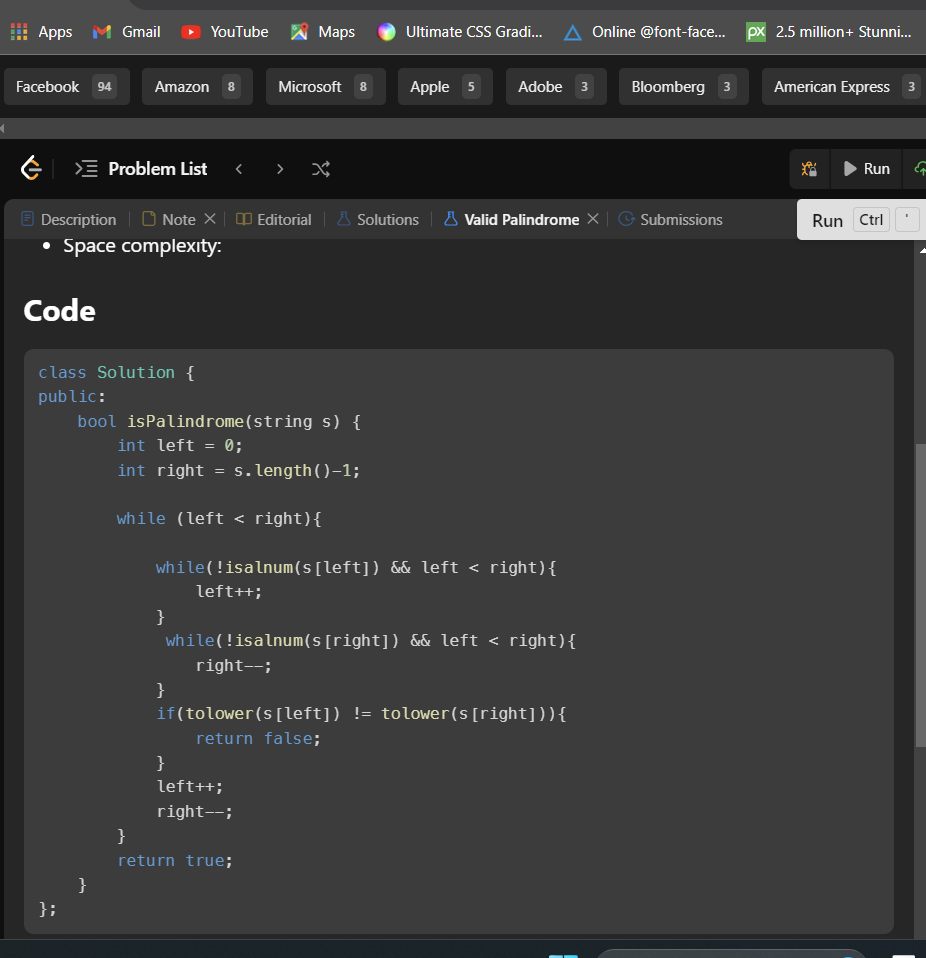 Apps Gmail YouTube Maps Ultimate CSS Gradi... Online @font-face... px 2.5 million+ Stunni...
Facebook 94 Amazon 8 Microsoft 8 Apple 5 Adobe 3 Bloomberg 3 American Express 3
Problem List < > Run
Description Note Editorial Solutions Valid Palindrome Submissions Run Ctrl '
• Space complexity:
Code
class Solution {
public:
    bool isPalindrome(string s) {
        int left = 0;
        int right = s.length()-1;
        while (left < right){
            while(!isalnum(s[left]) && left < right){
                left++;
            }
             while(!isalnum(s[right]) && left < right){
                right--;
            }
            if(tolower(s[left]) != tolower(s[right])){
                return false;
            }
            left++;
            right--;
        }
        return true;
    }
};